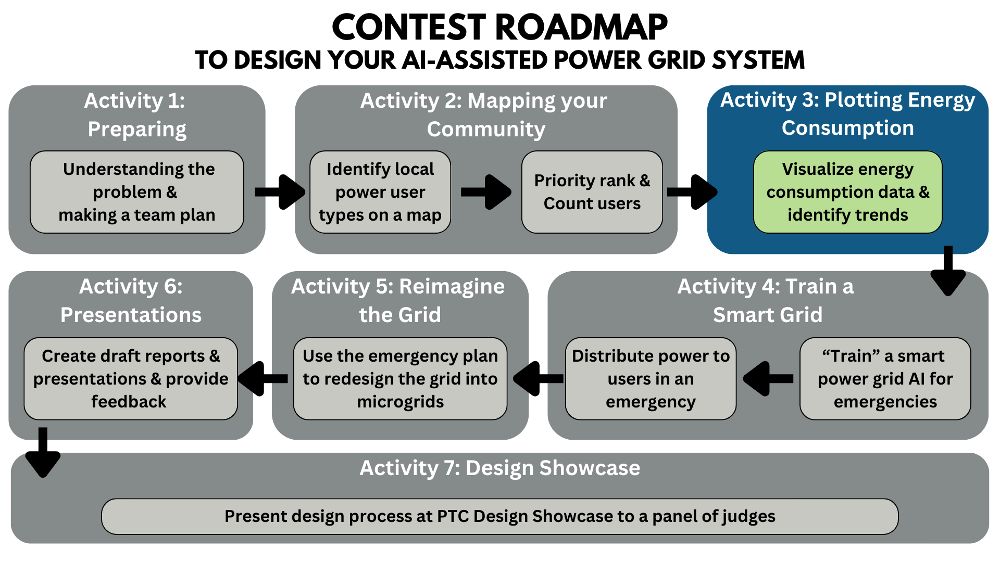 CONTEST ROADMAP
TO DESIGN YOUR AI-ASSISTED POWER GRID SYSTEM
Activity 1:
Preparing
Understanding the
problem &
making a team plan
Activity 2: Mapping your
Community
Identify local
power user
types on a map
Priority rank &
Count users
Activity 3: Plotting Energy
Consumption
Visualize energy
consumption data &
identify trends
Activity 4: Train a
Smart Grid
“Train” a smart
power grid AI for
emergencies
Distribute power to
users in an
emergency
Activity 5: Reimagine
the Grid
Use the emergency plan
to redesign the grid into
microgrids
Activity 6:
Presentations
Create draft reports &
presentations & provide
feedback
Activity 7: Design Showcase
Present design process at PTC Design Showcase to a panel of judges